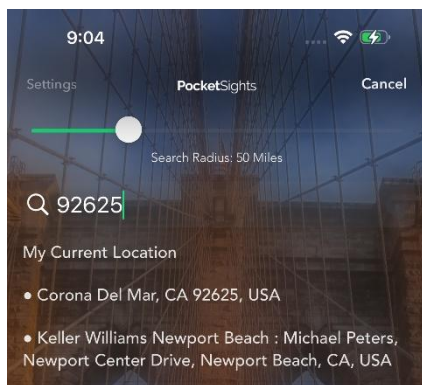 9:04
Settings PocketSights Cancel
Search Radius: 50 Miles
92625
My Current Location
• Corona Del Mar, CA 92625, USA
• Keller Williams Newport Beach : Michael Peters,
Newport Center Drive, Newport Beach, CA, USA